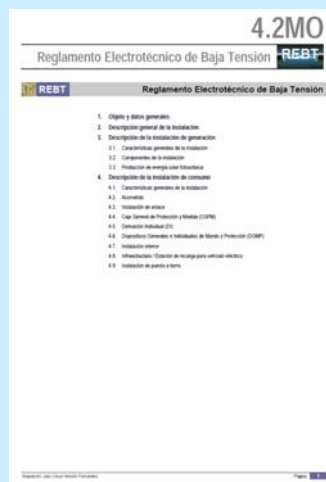 4.2MO
Reglamento Electrotécnico de Baja Tensión REBT
REBT Reglamento Electrotécnico de Baja Tensión
1. Objeto y datos generales
2. Descripción general de la instalación
3. Descripción de la instalación de generación
3.1. Características generales de la instalación
3.2. Componentes de la instalación
3.3. Producción de energía solar fotovoltaica
4. Descripción de la instalación de consumo
4.1. Características generales de la instalación
4.2. Acometida
4.3. Instalación de enlace
4.4. Caja General de Protección y Medida (CGPM)
4.5. Derivación Individual (DI)
4.6. Dispositivos Generales e Individuales de Mando y Protección (DGMP)
4.7. Instalación interior
4.8. Infraestructura / Estación de recarga para vehículo eléctrico
4.9. Instalación de puesta a tierra
Página